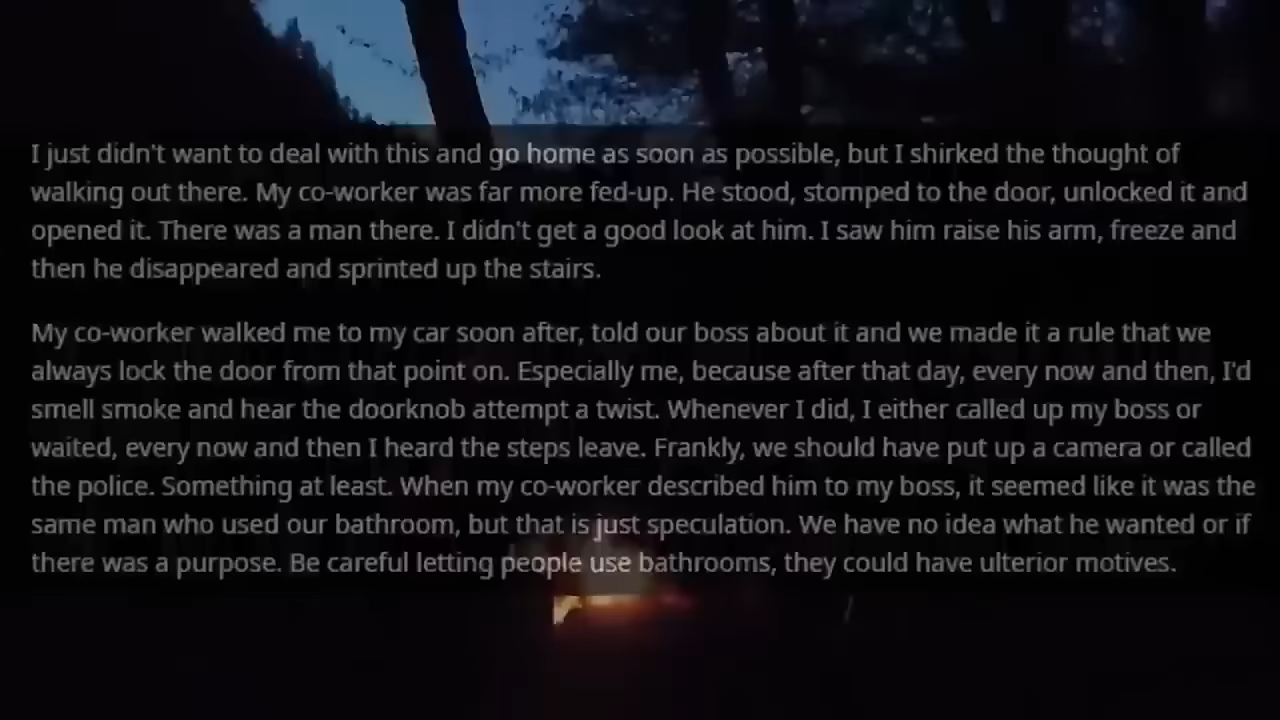 I just didn't want to deal with this and go home as soon as possible, but I shirked the thought of
walking out there. My co-worker was far more fed-up. He stood, stomped to the door, unlocked it and
opened it. There was a man there. I didn't get a good look at him. I saw him raise his arm, freeze and
then he disappeared and sprinted up the stairs.
My co-worker walked me to my car soon after, told our boss about it and we made it a rule that we
always lock the door from that point on. Especially me, because after that day, every now and then, I'd
smell smoke and hear the doorknob attempt a twist. Whenever I did, I either called up my boss or
waited, every now and then I heard the steps leave. Frankly, we should have put up a camera or called
the police. Something at least. When my co-worker described him to my boss, it seemed like it was the
same man who used our bathroom, but that is just speculation. We have no idea what he wanted or if
there was a purpose. Be careful letting people use bathrooms, they could have ulterior motives.